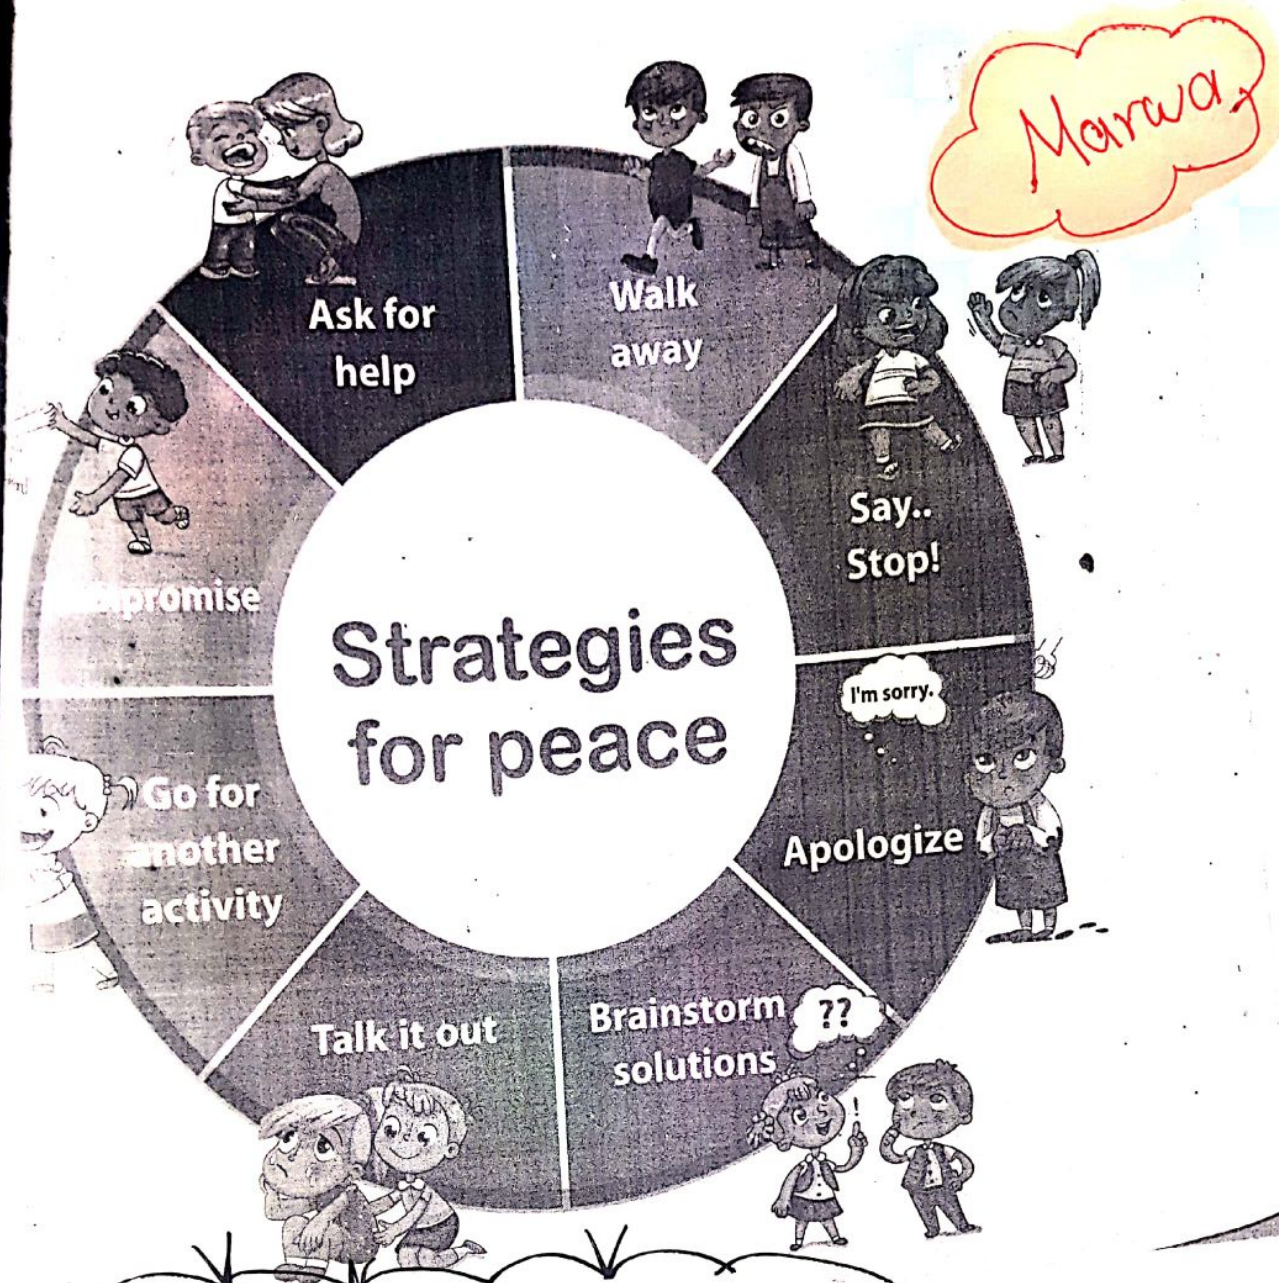 Marwa
Ask for
help
Walk
away
Say..
Stop!
I'm sorry.
Apologize
??
Brainstorm
solutions
!
Talk it out
Go for
another
activity
Strategies
for peace